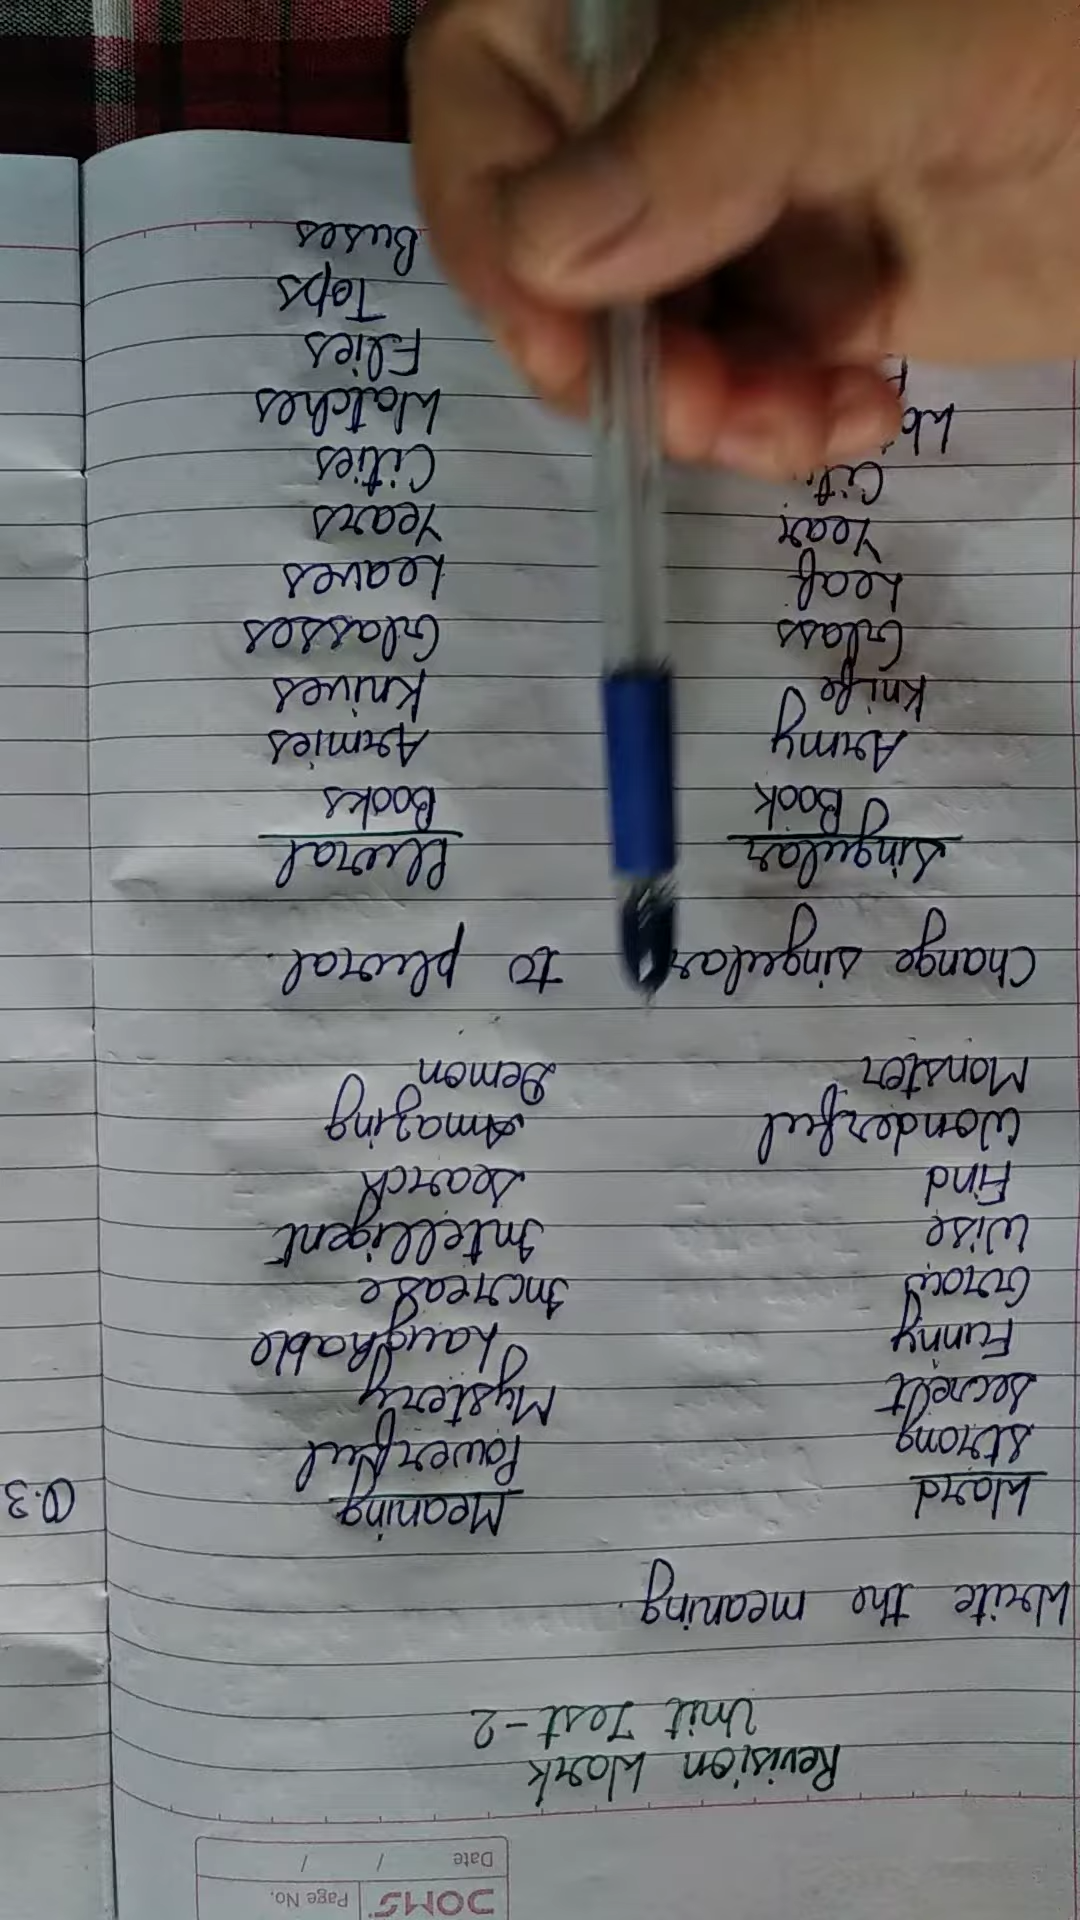 DOMS Page No.
Date / /
Revision Work
Unit Test-2
Write the meaning.
Word Meaning
Strong Powerful
Secrelt Mystery
Funny Laughable
Grow Increase
Wise Intelligent
Find Search
Wonderful Amazing
Monster Demon
Change singular to plural.
Singular Plural
Book Books
Army Armies
Knife Knives
Glass Glasses
Leaf Leaves
Year Years
Cities
Watches
Flies
Taps
Buses
Q.3